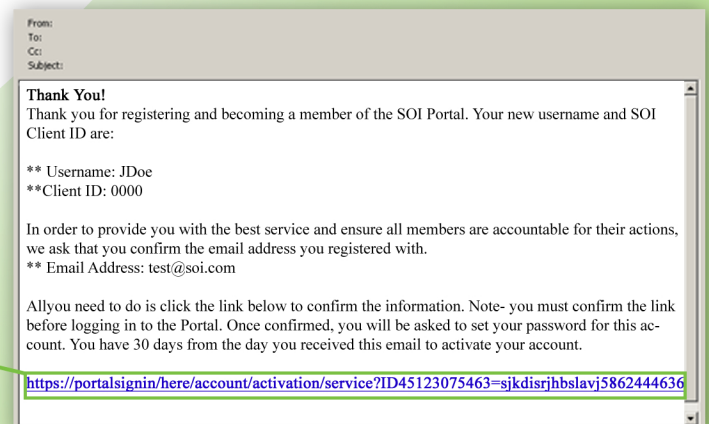 From:
To:
Cc:
Subject:
Thank You!
Thank you for registering and becoming a member of the SOI Portal. Your new username and SOI
Client ID are:
** Username: JDoe
**Client ID: 0000
In order to provide you with the best service and ensure all members are accountable for their actions,
we ask that you confirm the email address you registered with.
** Email Address: test@soi.com
Allyou need to do is click the link below to confirm the information. Note- you must confirm the link
before logging in to the Portal. Once confirmed, you will be asked to set your password for this ac-
count. You have 30 days from the day you received this email to activate your account.
https://portalsignin/here/account/activation/service?ID45123075463=sjkdisrjhbslavj5862444636